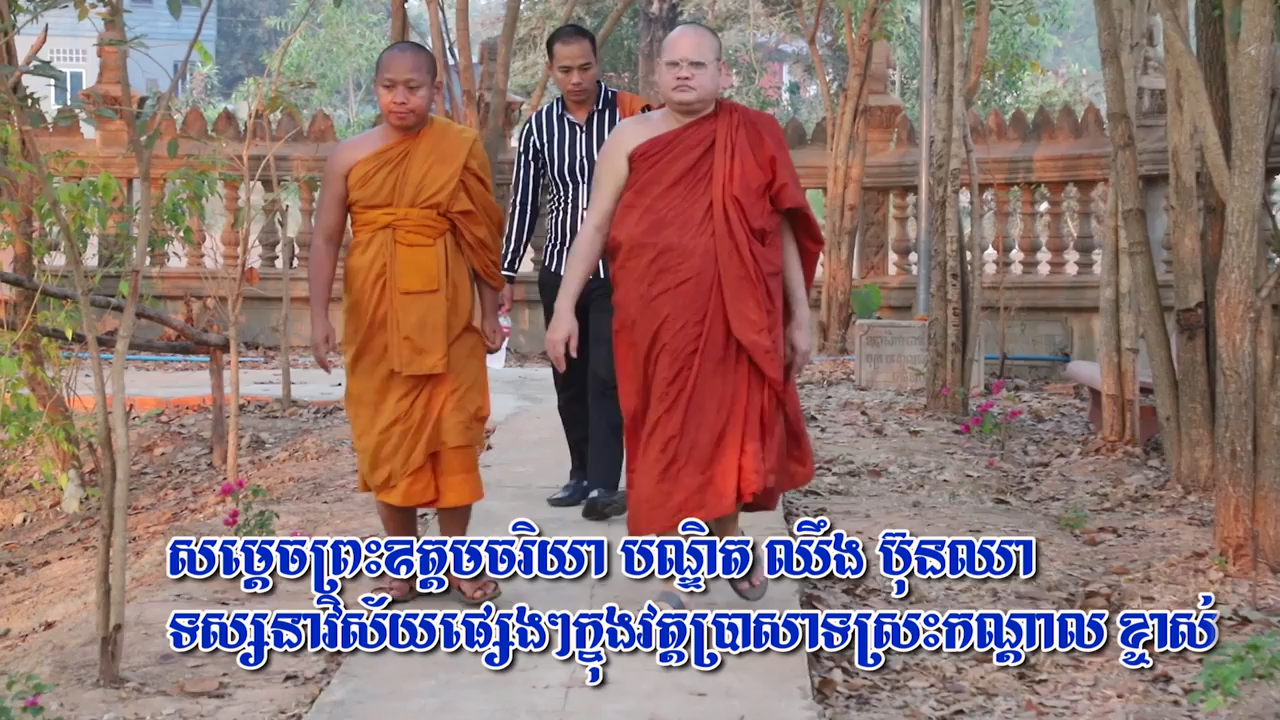 សម្តេចព្រះឧត្តមចរិយា បណ្ឌិត ឈឹង ប៊ុនឈា
ទស្សនាវិស័យផ្សេងៗក្នុងវត្តប្រាសាទស្រះកណ្តាល ខ្ចាស់